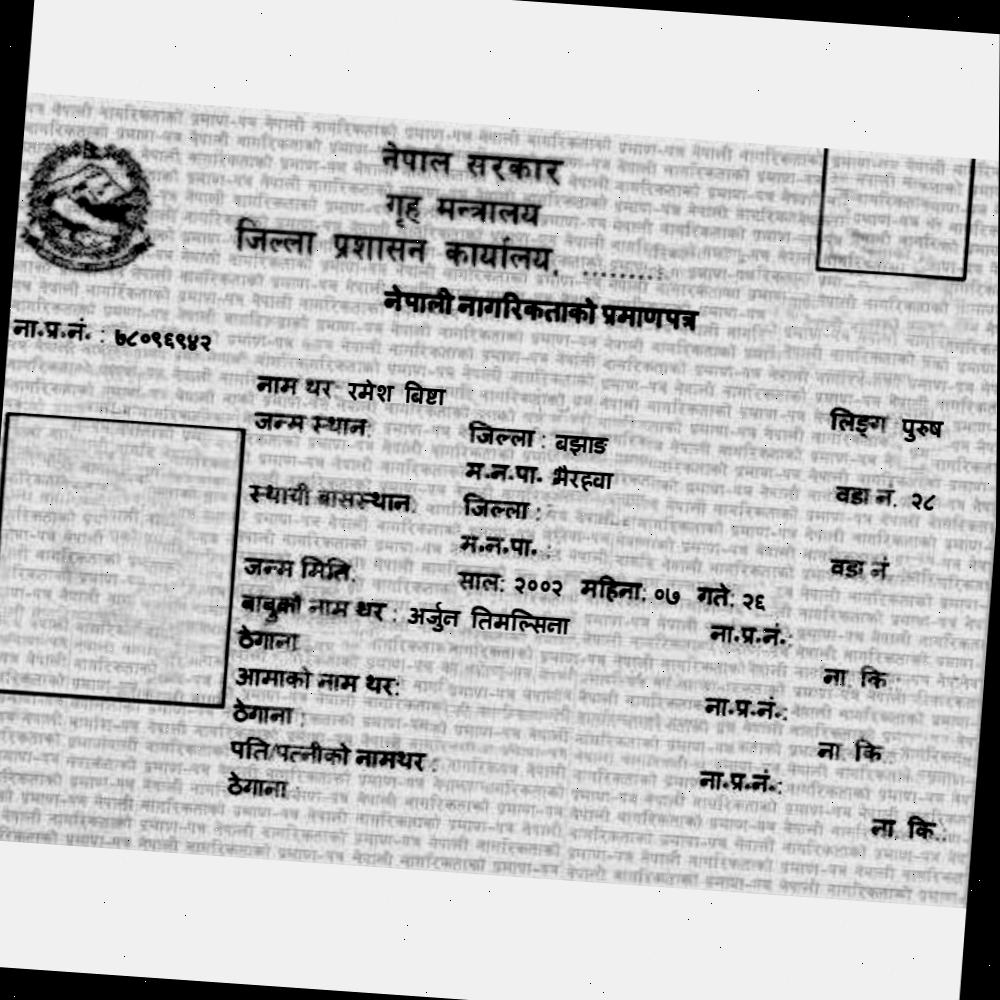 नेपाल सरकार
गृह मन्त्रालय
जिल्ला प्रशासन कार्यालय, .........
नेपाली नागरिकताको प्रमाणपत्र
ना.प्र.नं. : ७८०९६९४२
नाम थर रमेश बिष्टा लिङ्ग पुरुष
जन्म स्थान: जिल्ला : बझाङ
म.न.पा. भैरहवा वडा नं. २८
स्थायी बासस्थान: जिल्ला :
म.न.पा. : वडा नं
जन्म मिति: साल: २००२ महिना: ०७ गते: २६
बाबुको नाम थर : अर्जुन तिमल्सिना ना.प्र.नं.:
ठेगाना : ना. कि.:
आमाको नाम थर: ना.प्र.नं.:
ठेगाना : ना. कि.:
पति/पत्नीको नामथर : ना.प्र.नं.:
ठेगाना : ना. कि.: